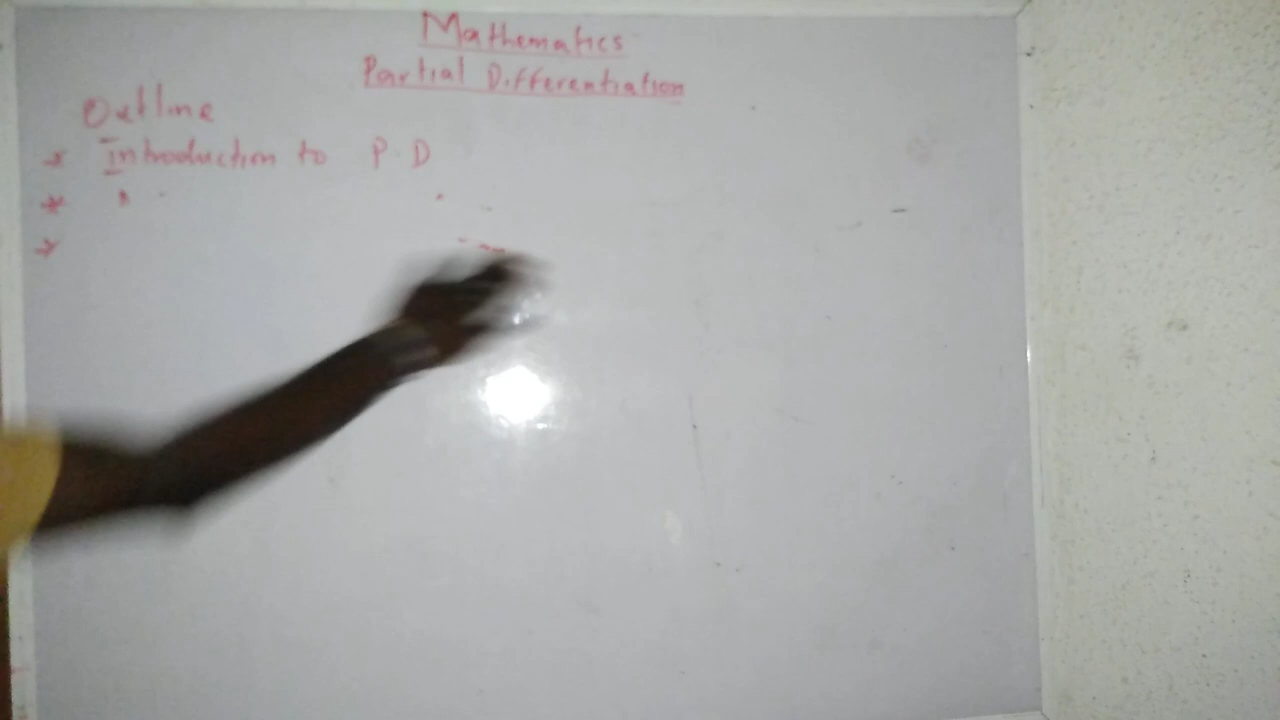 Mathematics
Partial Differentiation
Outline
* Introduction to P.D
*
*